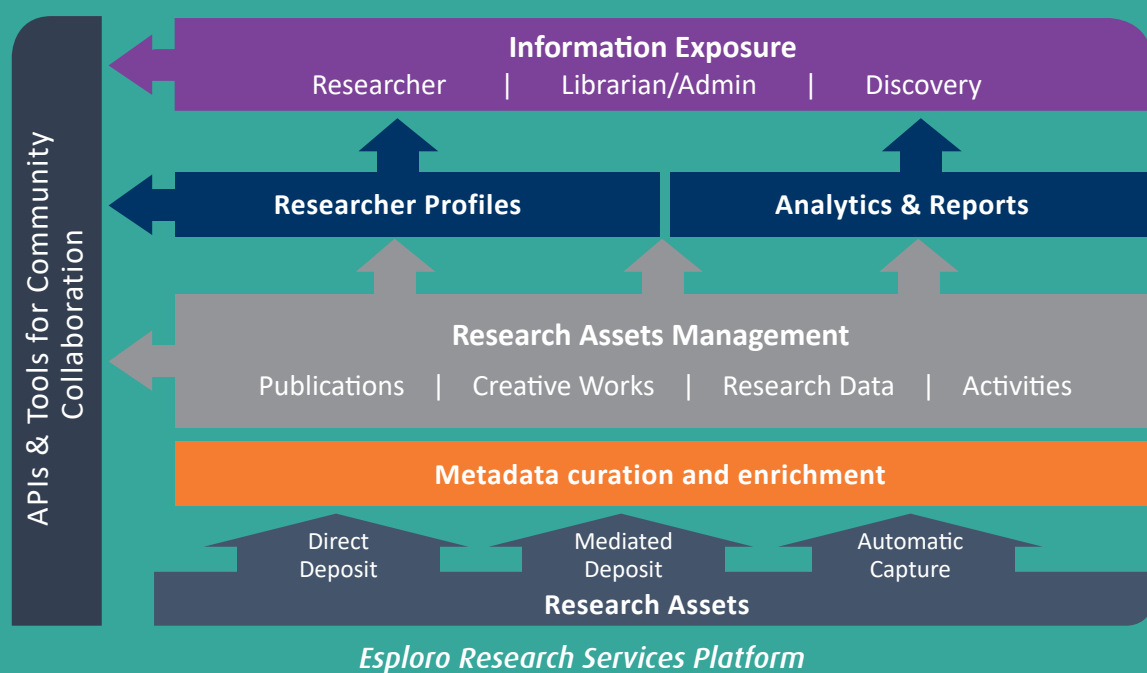 APIs & Tools for Community
Collaboration
Information Exposure
Researcher | Librarian/Admin | Discovery
Researcher Profiles
Analytics & Reports
Research Assets Management
Publications | Creative Works | Research Data | Activities
Metadata curation and enrichment
Direct
Deposit
Mediated
Deposit
Automatic
Capture
Research Assets
Esploro Research Services Platform